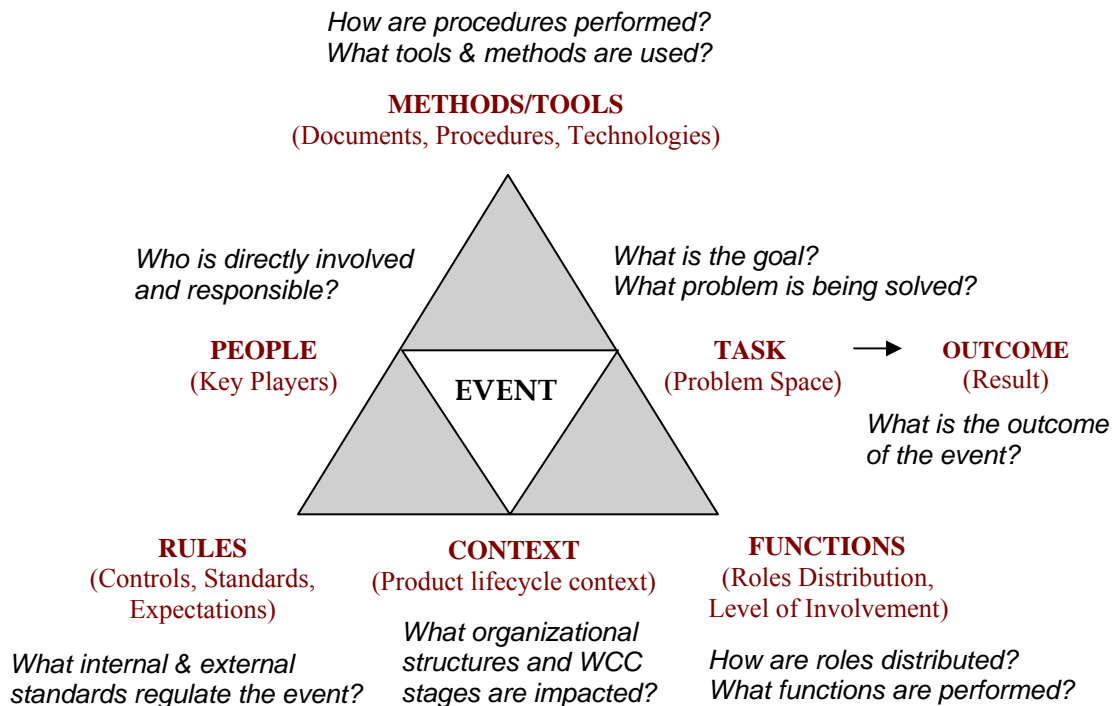 How are procedures performed?
What tools & methods are used?
METHODS/TOOLS
(Documents, Procedures, Technologies)
Who is directly involved
and responsible?
What is the goal?
What problem is being solved?
PEOPLE
(Key Players)
EVENT
TASK
(Problem Space)
OUTCOME
(Result)
What is the outcome
of the event?
RULES
(Controls, Standards,
Expectations)
CONTEXT
(Product lifecycle context)
FUNCTIONS
(Roles Distribution,
Level of Involvement)
What internal & external
standards regulate the event?
What organizational
structures and WCC
stages are impacted?
How are roles distributed?
What functions are performed?